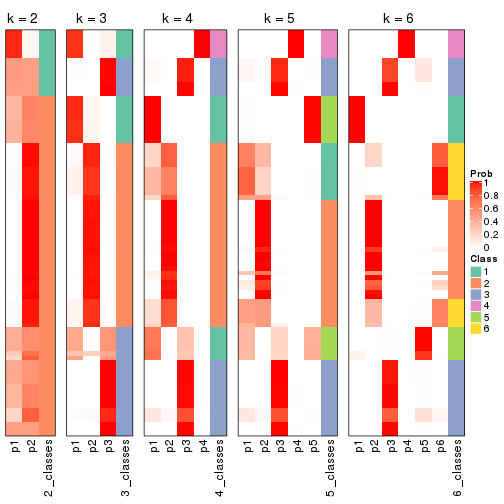 k = 2
k = 3
k = 4
k = 5
k = 6
Prob
1
0.8
0.6
0.4
0.2
0
Class
1
2
3
4
5
6
p1
p2
2_classes
p1
p2
p3
3_classes
p1
p2
p3
p4
4_classes
p1
p2
p3
p4
p5
5_classes
p1
p2
p3
p4
p5
p6
6_classes